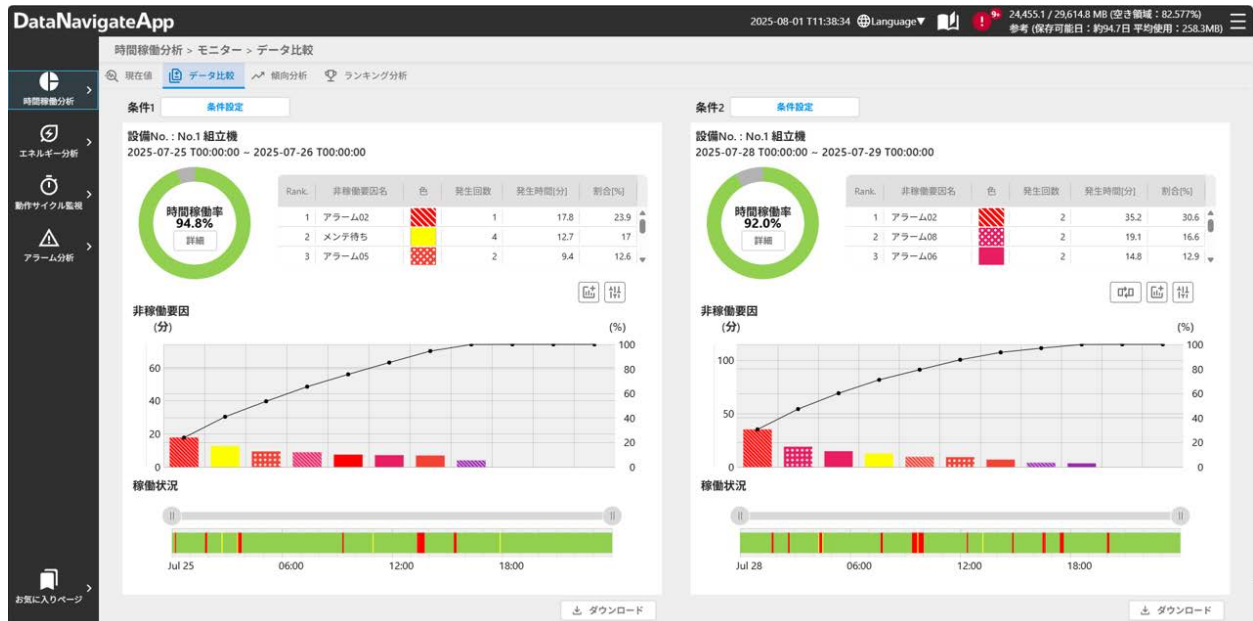 DataNavigateApp
2025-08-01 T11:38:34 Language▼ 9+ 24,455.1 / 29,614.8 MB (空き領域：82.577%)
参考 (保存可能日：約94.7日 平均使用：258.3MB)
時間稼働分析 > モニター > データ比較
現在値 データ比較 傾向分析 ランキング分析
時間稼働分析
エネルギー分析
動作サイクル監視
アラーム分析
お気に入りページ
条件1 条件設定
設備No. : No.1 組立機
2025-07-25 T00:00:00 ~ 2025-07-26 T00:00:00
時間稼働率
94.8%
詳細
Rank. 非稼働要因名 色 発生回数 発生時間[分] 割合[%]
1 アラーム02 1 17.8 23.9
2 メンテ待ち 4 12.7 17
3 アラーム05 2 9.4 12.6
非稼働要因
(分) (%)
60
40
20
0
100
80
60
40
20
0
稼働状況
Jul 25 06:00 12:00 18:00
ダウンロード
条件2 条件設定
設備No. : No.1 組立機
2025-07-28 T00:00:00 ~ 2025-07-29 T00:00:00
時間稼働率
92.0%
詳細
Rank. 非稼働要因名 色 発生回数 発生時間[分] 割合[%]
1 アラーム02 2 35.2 30.6
2 アラーム08 2 19.1 16.6
3 アラーム06 2 14.8 12.9
非稼働要因
(分) (%)
100
50
0
100
80
60
40
20
0
稼働状況
Jul 28 06:00 12:00 18:00
ダウンロード